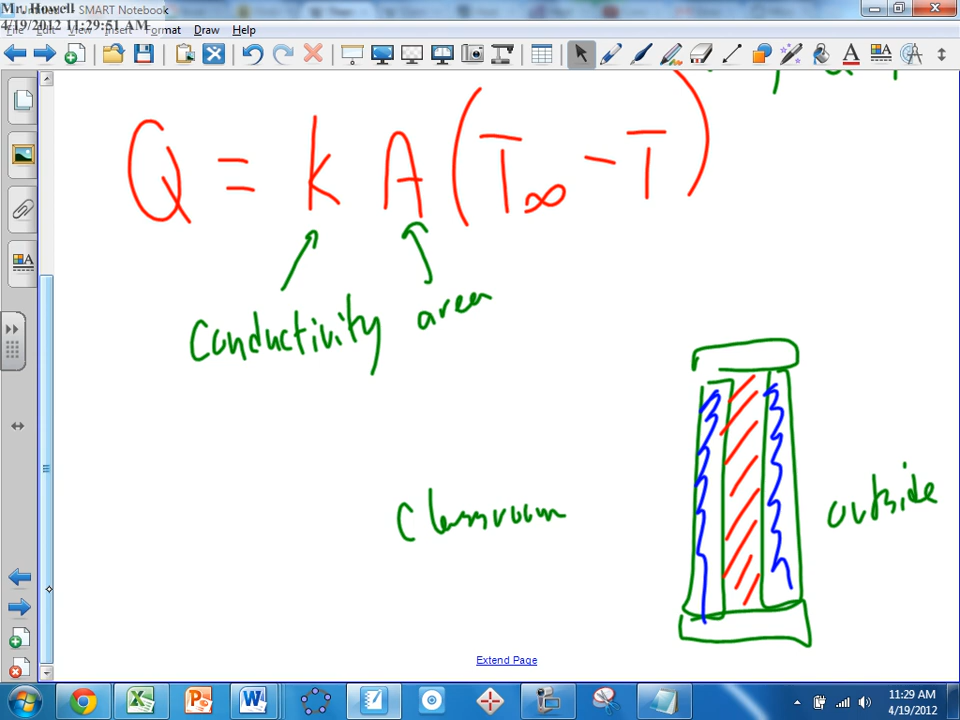 Mr. Howell
4/19/2012 11:29:51 AM
SMART Notebook
File Edit View Insert Format Draw Help
Q = k A (T∞ - T)
Conductivity area
Classroom
outside
Extend Page
11:29 AM
4/19/2012